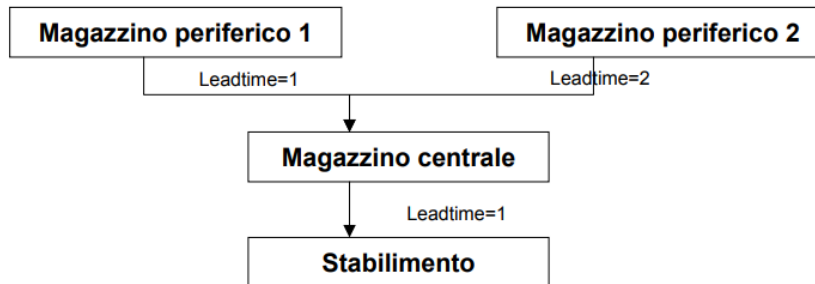 Magazzino periferico 1
Magazzino periferico 2
Leadtime=1
Leadtime=2
Magazzino centrale
Leadtime=1
Stabilimento